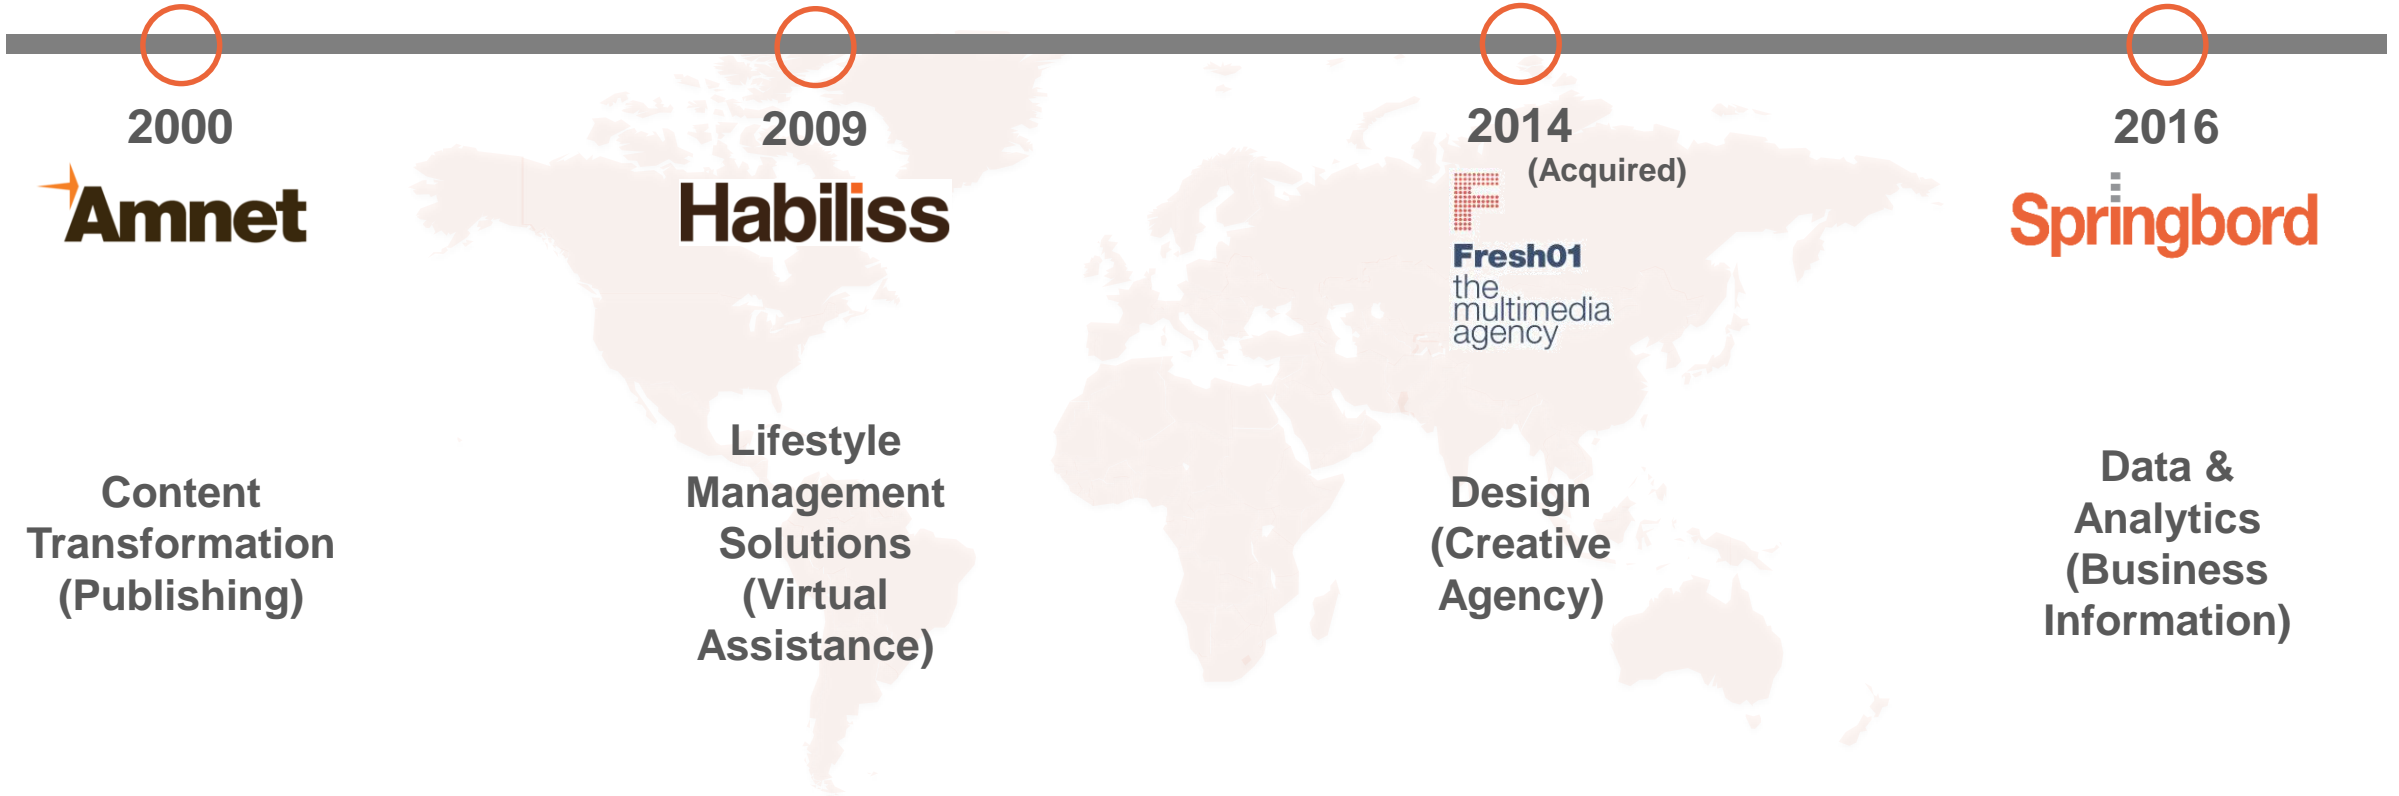 2000
Amnet
Content
Transformation
(Publishing)
2009
Habiliss
Lifestyle
Management
Solutions
(Virtual
Assistance)
2014
(Acquired)
F
Fresh01
the
multimedia
agency
Design
(Creative
Agency)
2016
Springbord
Data &
Analytics
(Business
Information)